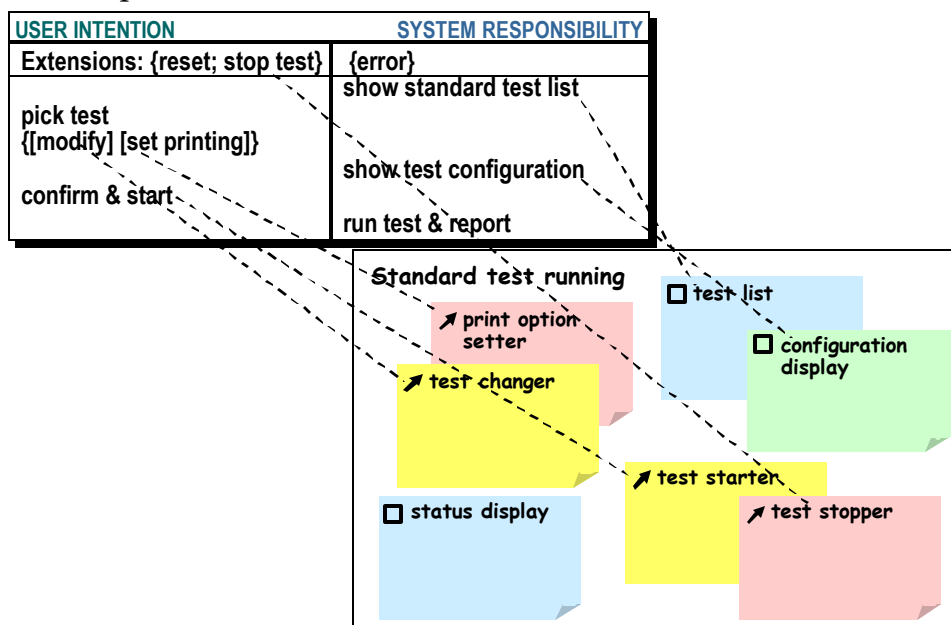 USER INTENTION
SYSTEM RESPONSIBILITY
Extensions: {reset; stop test}
{error}
show standard test list
pick test
{[modify] [set printing]}
show test configuration
confirm & start
run test & report
Standard test running
test list
print option
setter
configuration
display
test changer
test starter
status display
test stopper